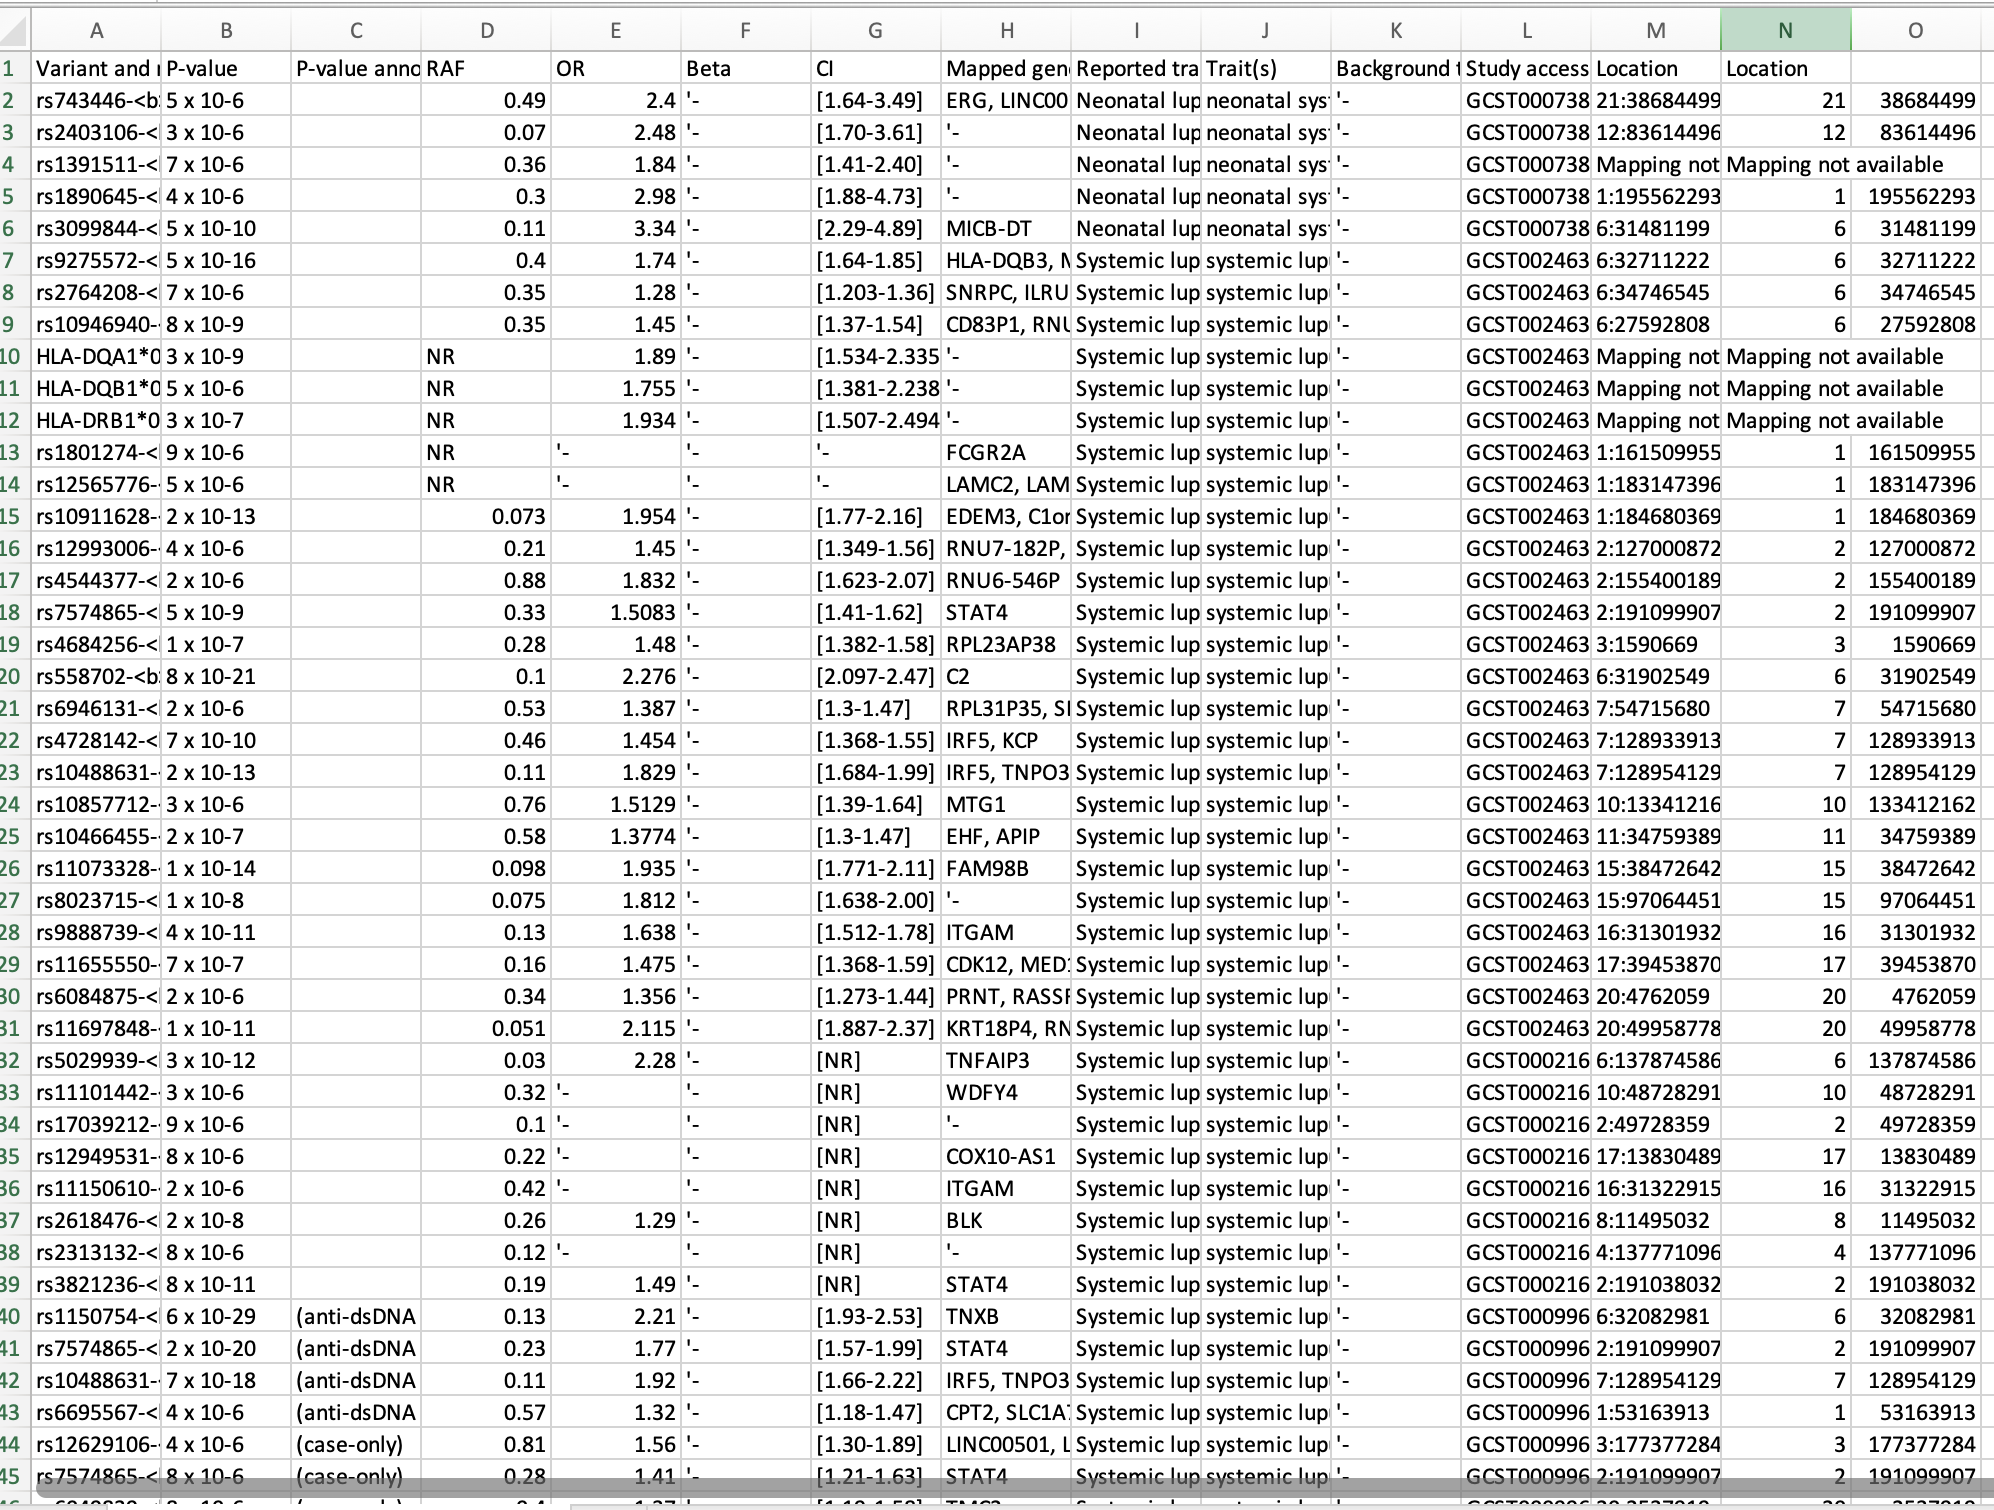 A B C D E F G H I J K L M N O
1 Variant and P-value P-value anno RAF OR Beta CI Mapped gen Reported tra Trait(s) Background Study access Location Location
2 rs743446-<b 5 x 10-6 0.49 2.4 '- [1.64-3.49] ERG, LINC00 Neonatal lup neonatal sys '- GCST000738 21:38684499 21 38684499
3 rs2403106-< 3 x 10-6 0.07 2.48 '- [1.70-3.61] '- Neonatal lup neonatal sys '- GCST000738 12:83614496 12 83614496
4 rs1391511-< 7 x 10-6 0.36 1.84 '- [1.41-2.40] '- Neonatal lup neonatal sys '- GCST000738 Mapping not Mapping not available
5 rs1890645-< 4 x 10-6 0.3 2.98 '- [1.88-4.73] '- Neonatal lup neonatal sys '- GCST000738 1:195562293 1 195562293
6 rs3099844-< 5 x 10-10 0.11 3.34 '- [2.29-4.89] MICB-DT Neonatal lup neonatal sys '- GCST000738 6:31481199 6 31481199
7 rs9275572-< 5 x 10-16 0.4 1.74 '- [1.64-1.85] HLA-DQB3, M Systemic lup systemic lup '- GCST002463 6:32711222 6 32711222
8 rs2764208-< 7 x 10-6 0.35 1.28 '- [1.203-1.36] SNRPC, ILRU Systemic lup systemic lup '- GCST002463 6:34746545 6 34746545
9 rs10946940- 8 x 10-9 0.35 1.45 '- [1.37-1.54] CD83P1, RNU Systemic lup systemic lup '- GCST002463 6:27592808 6 27592808
10 HLA-DQA1*0 3 x 10-9 NR 1.89 '- [1.534-2.335 '- Systemic lup systemic lup '- GCST002463 Mapping not Mapping not available
11 HLA-DQB1*0 5 x 10-6 NR 1.755 '- [1.381-2.238 '- Systemic lup systemic lup '- GCST002463 Mapping not Mapping not available
12 HLA-DRB1*0 3 x 10-7 NR 1.934 '- [1.507-2.494 '- Systemic lup systemic lup '- GCST002463 Mapping not Mapping not available
13 rs1801274-< 9 x 10-6 NR '- '- '- FCGR2A Systemic lup systemic lup '- GCST002463 1:161509955 1 161509955
14 rs12565776- 5 x 10-6 NR '- '- '- LAMC2, LAM Systemic lup systemic lup '- GCST002463 1:183147396 1 183147396
15 rs10911628- 2 x 10-13 0.073 1.954 '- [1.77-2.16] EDEM3, C1or Systemic lup systemic lup '- GCST002463 1:184680369 1 184680369
16 rs12993006- 4 x 10-6 0.21 1.45 '- [1.349-1.56] RNU7-182P, Systemic lup systemic lup '- GCST002463 2:127000872 2 127000872
17 rs4544377-< 2 x 10-6 0.88 1.832 '- [1.623-2.07] RNU6-546P Systemic lup systemic lup '- GCST002463 2:155400189 2 155400189
18 rs7574865-< 5 x 10-9 0.33 1.5083 '- [1.41-1.62] STAT4 Systemic lup systemic lup '- GCST002463 2:191099907 2 191099907
19 rs4684256-< 1 x 10-7 0.28 1.48 '- [1.382-1.58] RPL23AP38 Systemic lup systemic lup '- GCST002463 3:1590669 3 1590669
20 rs558702-<b 8 x 10-21 0.1 2.276 '- [2.097-2.47] C2 Systemic lup systemic lup '- GCST002463 6:31902549 6 31902549
21 rs6946131-< 2 x 10-6 0.53 1.387 '- [1.3-1.47] RPL31P35, SI Systemic lup systemic lup '- GCST002463 7:54715680 7 54715680
22 rs4728142-< 7 x 10-10 0.46 1.454 '- [1.368-1.55] IRF5, KCP Systemic lup systemic lup '- GCST002463 7:128933913 7 128933913
23 rs10488631- 2 x 10-13 0.11 1.829 '- [1.684-1.99] IRF5, TNPO3 Systemic lup systemic lup '- GCST002463 7:128954129 7 128954129
24 rs10857712- 3 x 10-6 0.76 1.5129 '- [1.39-1.64] MTG1 Systemic lup systemic lup '- GCST002463 10:13341216 10 133412162
25 rs10466455- 2 x 10-7 0.58 1.3774 '- [1.3-1.47] EHF, APIP Systemic lup systemic lup '- GCST002463 11:34759389 11 34759389
26 rs11073328- 1 x 10-14 0.098 1.935 '- [1.771-2.11] FAM98B Systemic lup systemic lup '- GCST002463 15:38472642 15 38472642
27 rs8023715-< 1 x 10-8 0.075 1.812 '- [1.638-2.00] '- Systemic lup systemic lup '- GCST002463 15:97064451 15 97064451
28 rs9888739-< 4 x 10-11 0.13 1.638 '- [1.512-1.78] ITGAM Systemic lup systemic lup '- GCST002463 16:31301932 16 31301932
29 rs11655550- 7 x 10-7 0.16 1.475 '- [1.368-1.59] CDK12, MED1 Systemic lup systemic lup '- GCST002463 17:39453870 17 39453870
30 rs6084875-< 2 x 10-6 0.34 1.356 '- [1.273-1.44] PRNT, RASSF Systemic lup systemic lup '- GCST002463 20:4762059 20 4762059
31 rs11697848- 1 x 10-11 0.051 2.115 '- [1.887-2.37] KRT18P4, RN Systemic lup systemic lup '- GCST002463 20:49958778 20 49958778
32 rs5029939-< 3 x 10-12 0.03 2.28 '- [NR] TNFAIP3 Systemic lup systemic lup '- GCST000216 6:137874586 6 137874586
33 rs11101442- 3 x 10-6 0.32 '- '- [NR] WDFY4 Systemic lup systemic lup '- GCST000216 10:48728291 10 48728291
34 rs17039212- 9 x 10-6 0.1 '- '- [NR] '- Systemic lup systemic lup '- GCST000216 2:49728359 2 49728359
35 rs12949531- 8 x 10-6 0.22 '- '- [NR] COX10-AS1 Systemic lup systemic lup '- GCST000216 17:13830489 17 13830489
36 rs11150610- 2 x 10-6 0.42 '- '- [NR] ITGAM Systemic lup systemic lup '- GCST000216 16:31322915 16 31322915
37 rs2618476-< 2 x 10-8 0.26 1.29 '- [NR] BLK Systemic lup systemic lup '- GCST000216 8:11495032 8 11495032
38 rs2313132-< 8 x 10-6 0.12 '- '- [NR] '- Systemic lup systemic lup '- GCST000216 4:137771096 4 137771096
39 rs3821236-< 8 x 10-11 0.19 1.49 '- [NR] STAT4 Systemic lup systemic lup '- GCST000216 2:191038032 2 191038032
40 rs1150754-< 6 x 10-29 (anti-dsDNA 0.13 2.21 '- [1.93-2.53] TNXB Systemic lup systemic lup '- GCST000996 6:32082981 6 32082981
41 rs7574865-< 2 x 10-20 (anti-dsDNA 0.23 1.77 '- [1.57-1.99] STAT4 Systemic lup systemic lup '- GCST000996 2:191099907 2 191099907
42 rs10488631- 7 x 10-18 (anti-dsDNA 0.11 1.92 '- [1.66-2.22] IRF5, TNPO3 Systemic lup systemic lup '- GCST000996 7:128954129 7 128954129
43 rs6695567-< 4 x 10-6 (anti-dsDNA 0.57 1.32 '- [1.18-1.47] CPT2, SLC1A Systemic lup systemic lup '- GCST000996 1:53163913 1 53163913
44 rs12629106- 4 x 10-6 (case-only) 0.81 1.56 '- [1.30-1.89] LINC00501, L Systemic lup systemic lup '- GCST000996 3:177377284 3 177377284
45 rs7574865-< 8 x 10-6 (case-only) 0.28 1.41 '- [1.21-1.63] STAT4 Systemic lup systemic lup '- GCST000996 2:191099907 2 191099907